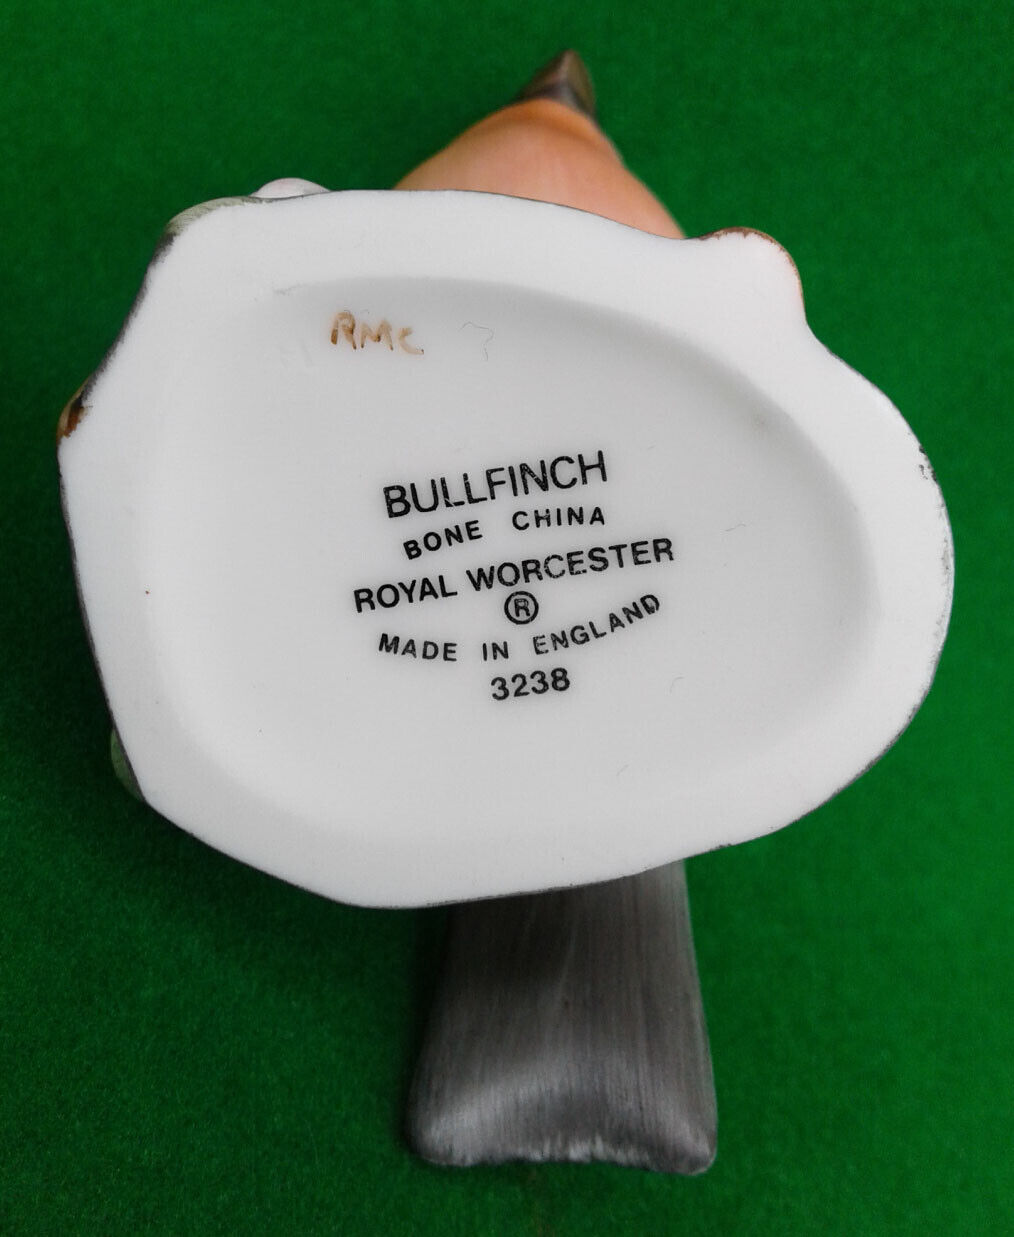 RMC
BULLFINCH
BONE CHINA
ROYAL WORCESTER
®
MADE IN ENGLAND
3238